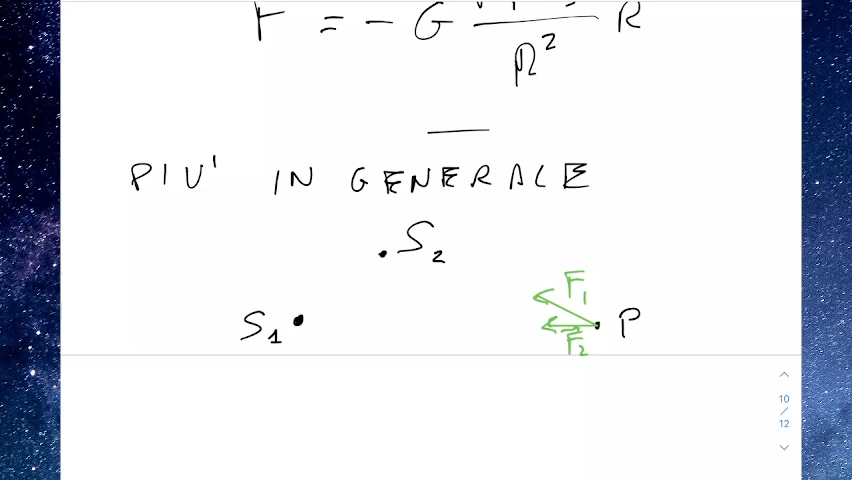 F = - G R² R
PIU' IN GENERALE
. S₂
S₁ . F₁ P
F₂
10
/
12